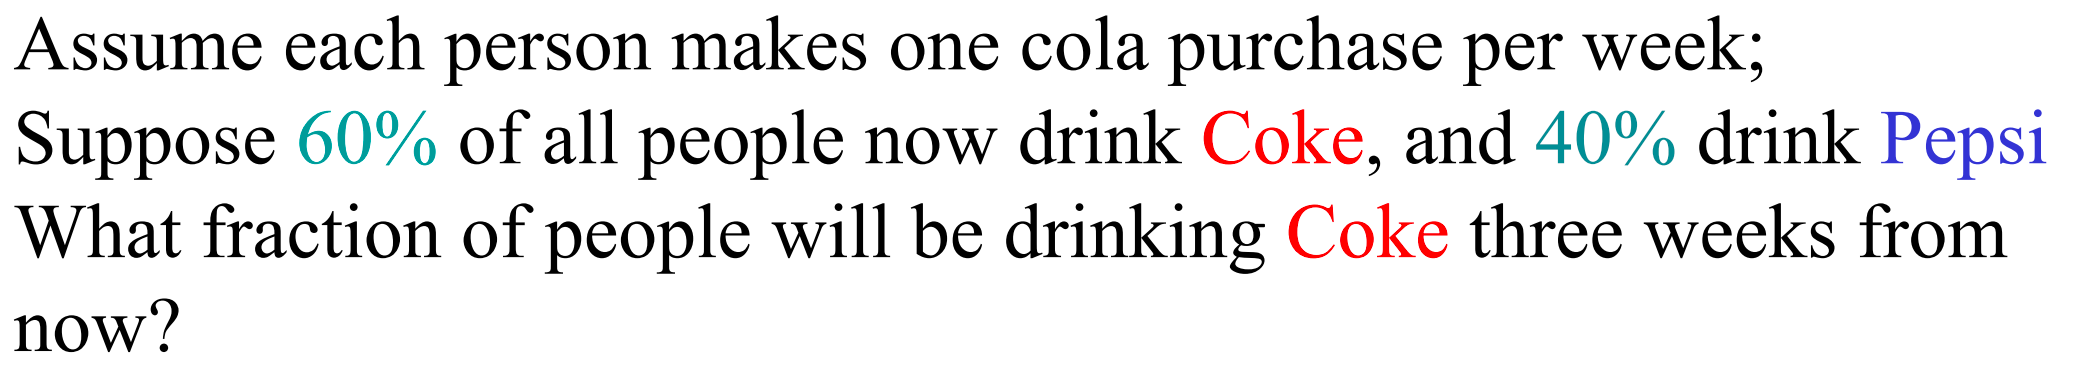 Assume each person makes one cola purchase per week;
Suppose 60% of all people now drink Coke, and 40% drink Pepsi
What fraction of people will be drinking Coke three weeks from
now?